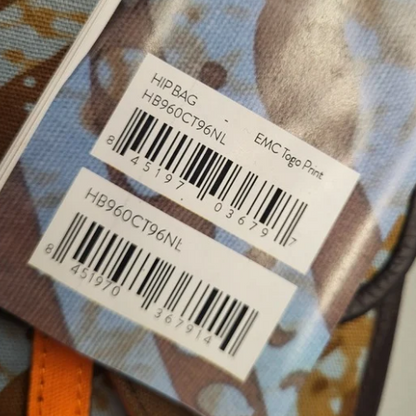 HIP BAG
HB960CT96NL - EMC Togo Print
8 45197 03679 7
HB960CT96NL
8 451970 367914